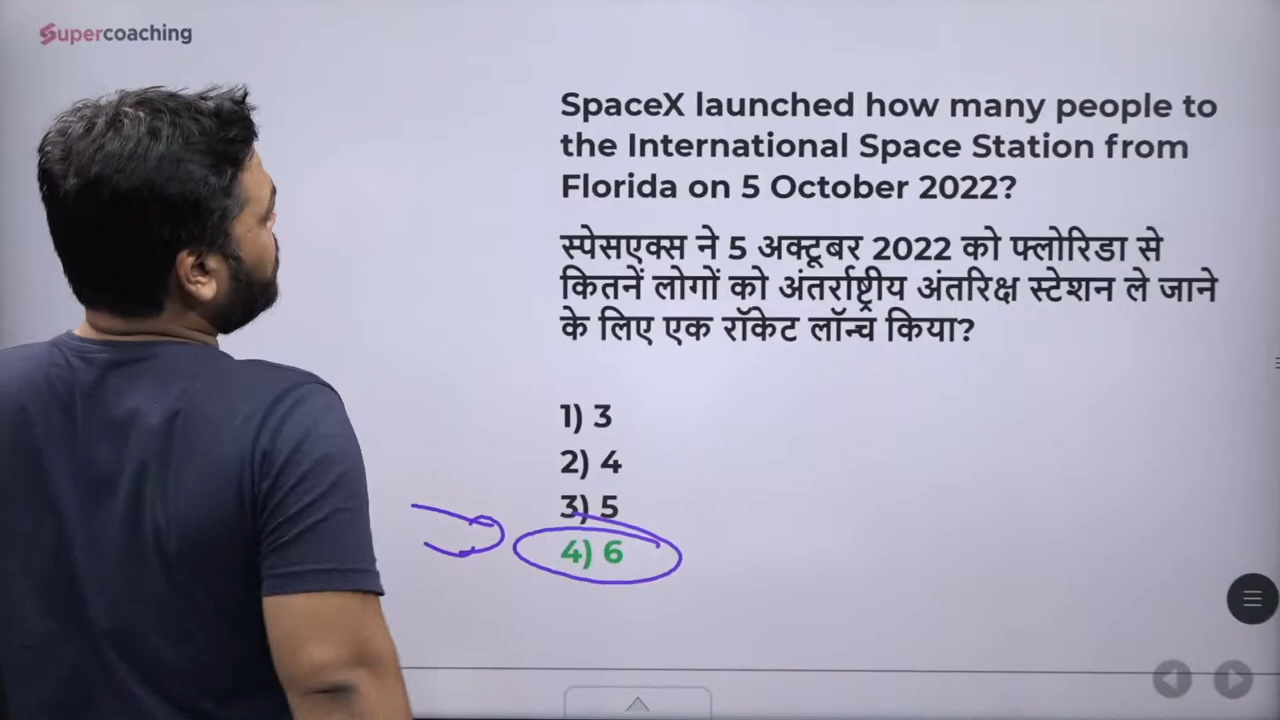 Supercoaching
SpaceX launched how many people to
the International Space Station from
Florida on 5 October 2022?
स्पेसएक्स ने 5 अक्टूबर 2022 को फ्लोरिडा से
कितनें लोगों को अंतर्राष्ट्रीय अंतरिक्ष स्टेशन ले जाने
के लिए एक रॉकेट लॉन्च किया?
1) 3
2) 4
3) 5
4) 6